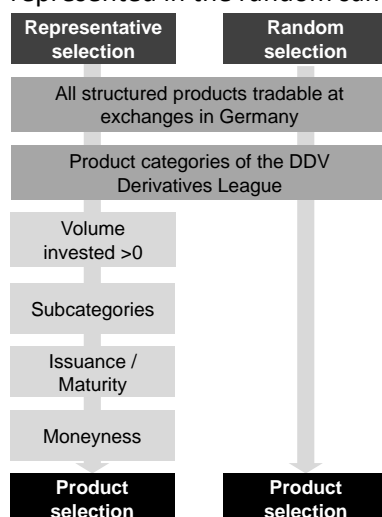 Representative
selection
Random
selection
All structured products tradable at
exchanges in Germany
Product categories of the DDV
Derivatives League
Volume
invested >0
Subcategories
Issuance /
Maturity
Moneyness
Product
selection
Product
selection